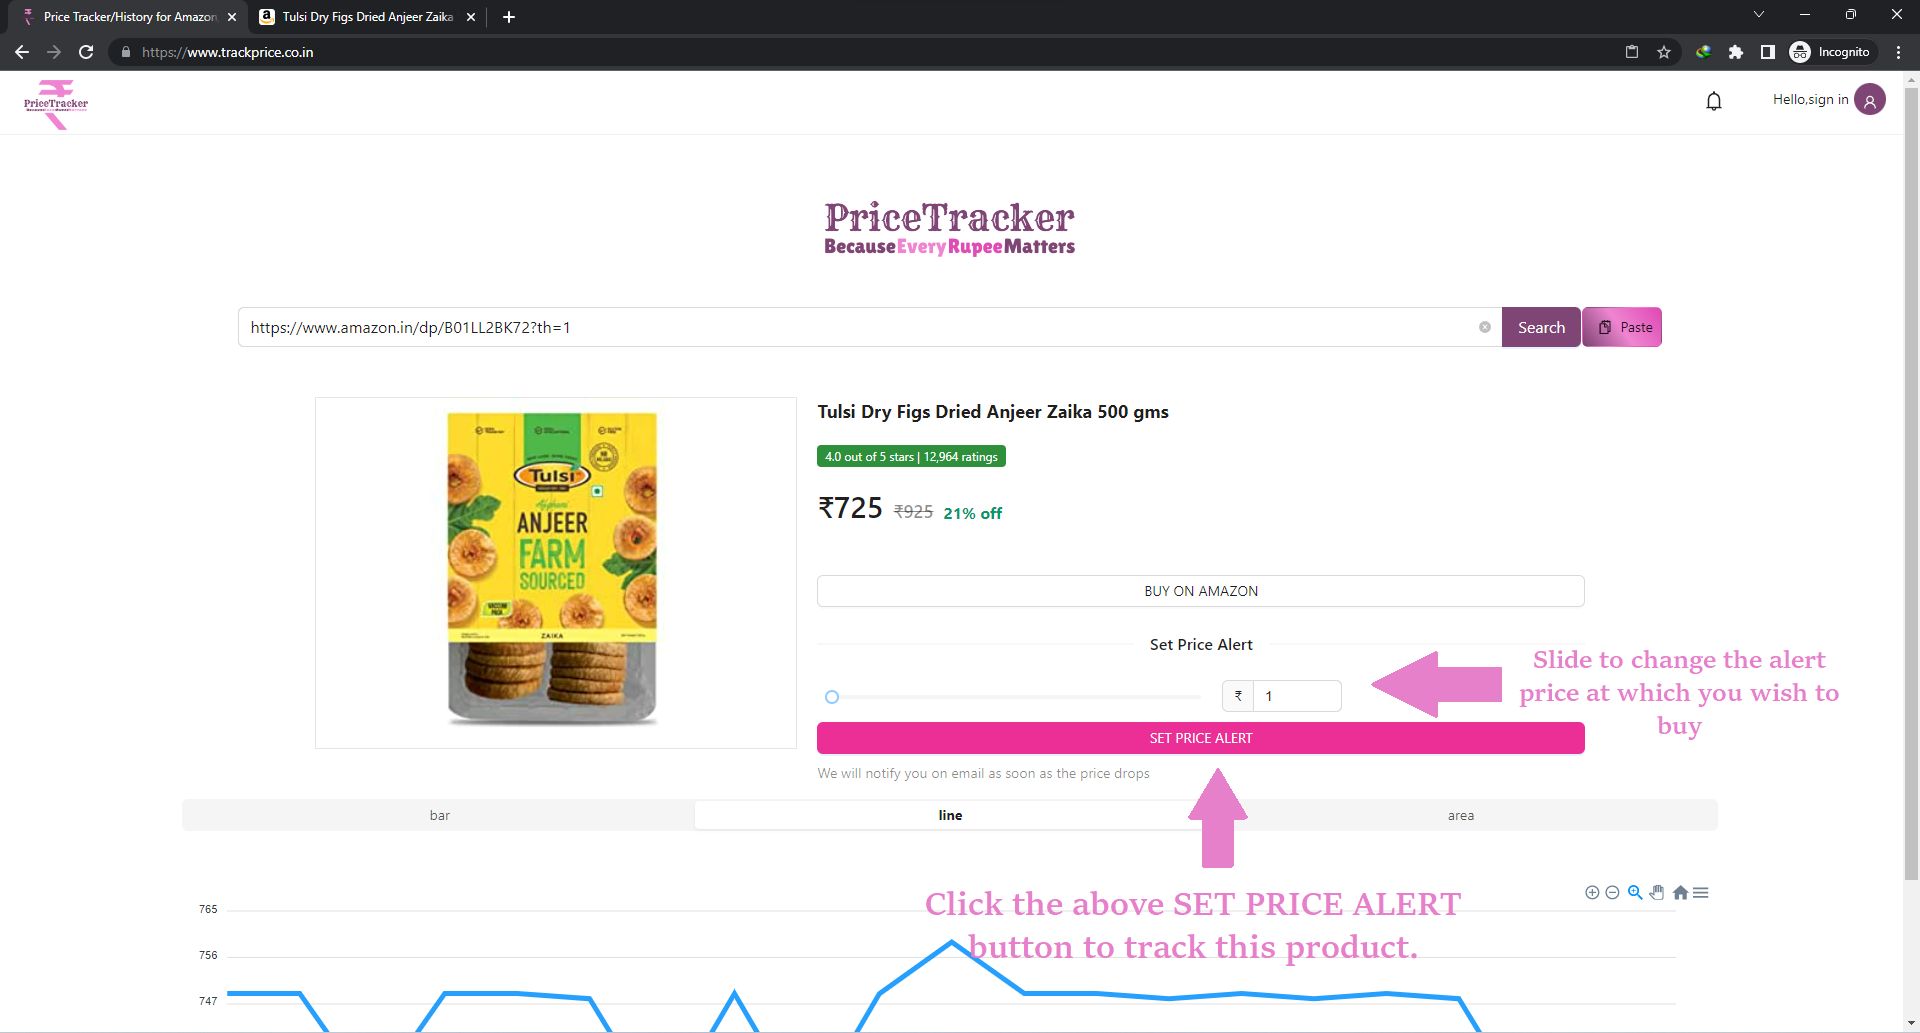 Price Tracker/History for Amazon
Tulsi Dry Figs Dried Anjeer Zaika
https://www.trackprice.co.in
Incognito
PriceTracker
Hello,sign in
PriceTracker
BecauseEveryRupeeMatters
https://www.amazon.in/dp/B01LL2BK72?th=1
Search
Paste
Tulsi Dry Figs Dried Anjeer Zaika 500 gms
4.0 out of 5 stars | 12,964 ratings
₹725 ₹925 21% off
Tulsi
ANJEER
FARM
SOURCED
VACUUM
PACK
ZAIKA
BUY ON AMAZON
Set Price Alert
₹ 1
Slide to change the alert
price at which you wish to
buy
SET PRICE ALERT
We will notify you on email as soon as the price drops
bar
line
area
Click the above SET PRICE ALERT
button to track this product.
765
756
747